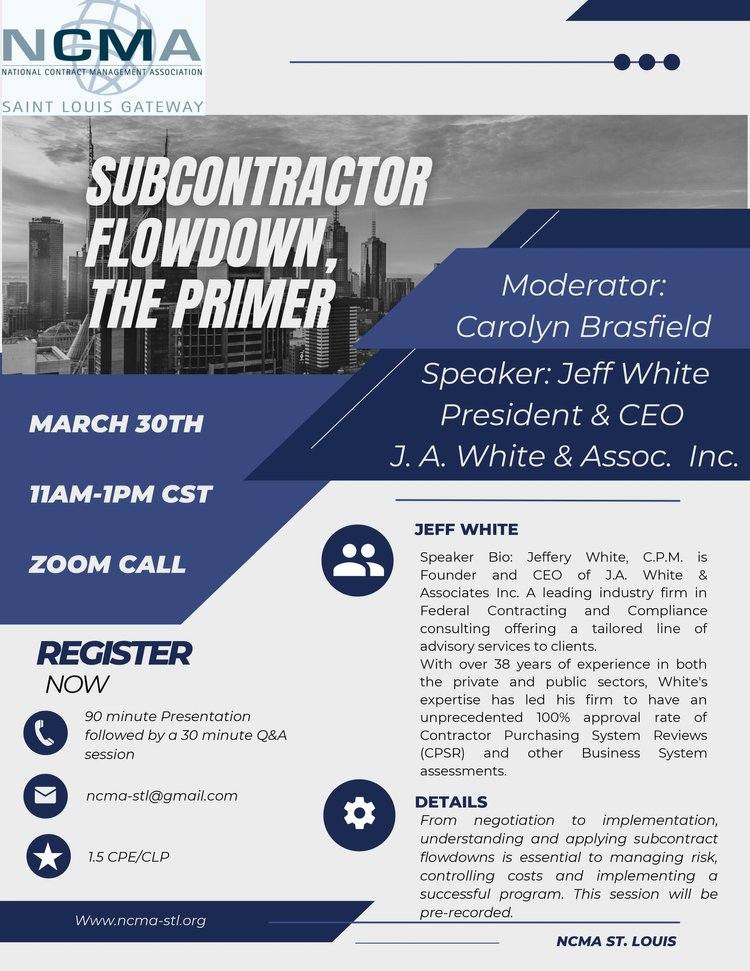 NCMA
NATIONAL CONTRACT MANAGEMENT ASSOCIATION
SAINT LOUIS GATEWAY
SUBCONTRACTOR
FLOWDOWN,
THE PRIMER
Moderator:
Carolyn Brasfield
Speaker: Jeff White
President & CEO
J. A. White & Assoc. Inc.
MARCH 30TH
11AM-1PM CST
ZOOM CALL
REGISTER
NOW
90 minute Presentation
followed by a 30 minute Q&A
session
ncma-stl@gmail.com
1.5 CPE/CLP
Www.ncma-stl.org
JEFF WHITE
Speaker Bio: Jeffery White, C.P.M. is
Founder and CEO of J.A. White &
Associates Inc. A leading industry firm in
Federal Contracting and Compliance
consulting offering a tailored line of
advisory services to clients.
With over 38 years of experience in both
the private and public sectors, White's
expertise has led his firm to have an
unprecedented 100% approval rate of
Contractor Purchasing System Reviews
(CPSR) and other Business System
assessments.
DETAILS
From negotiation to implementation,
understanding and applying subcontract
flowdowns is essential to managing risk,
controlling costs and implementing a
successful program. This session will be
pre-recorded.
NCMA ST. LOUIS